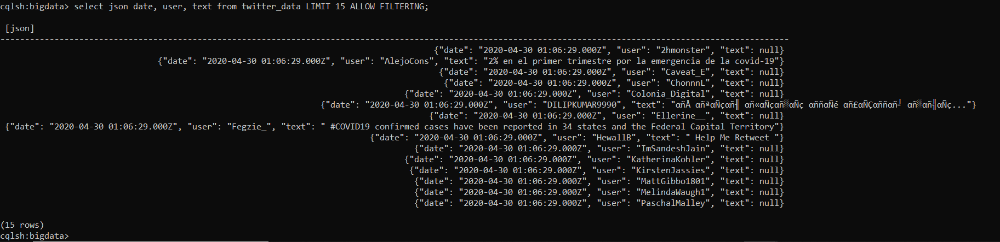 cqlsh:bigdata> select json date, user, text from twitter_data LIMIT 15 ALLOW FILTERING;
[json]
----------------------------------------------------------------------------------------------------------------------------------------------------------------
{"date": "2020-04-30 01:06:29.000Z", "user": "2hmonster", "text": null}
{"date": "2020-04-30 01:06:29.000Z", "user": "AlejoCons", "text": "2% en el primer trimestre por la emergencia de la covid-19"}
{"date": "2020-04-30 01:06:29.000Z", "user": "Caveat_E", "text": null}
{"date": "2020-04-30 01:06:29.000Z", "user": "ChonnnL", "text": null}
{"date": "2020-04-30 01:06:29.000Z", "user": "Colonia_Digital", "text": null}
{"date": "2020-04-30 01:06:29.000Z", "user": "DILIPKUMAR9990", "text": "αñÅ αñªαÑçαñ╢ αñ½αÑçαñ░αÑç αññαÑé αñ£αÑÇαññαñ╛ αñ░αñ╣αÑç..."}
{"date": "2020-04-30 01:06:29.000Z", "user": "Ellerine__", "text": null}
{"date": "2020-04-30 01:06:29.000Z", "user": "Fegzie_", "text": " #COVID19 confirmed cases have been reported in 34 states and the Federal Capital Territory"}
{"date": "2020-04-30 01:06:29.000Z", "user": "HewallB", "text": " Help Me Retweet "}
{"date": "2020-04-30 01:06:29.000Z", "user": "ImSandeshJain", "text": null}
{"date": "2020-04-30 01:06:29.000Z", "user": "KatherinaKohler", "text": null}
{"date": "2020-04-30 01:06:29.000Z", "user": "KirstenJassies", "text": null}
{"date": "2020-04-30 01:06:29.000Z", "user": "MattGibbo1801", "text": null}
{"date": "2020-04-30 01:06:29.000Z", "user": "MelindaWaugh1", "text": null}
{"date": "2020-04-30 01:06:29.000Z", "user": "PaschalMalley", "text": null}
(15 rows)
cqlsh:bigdata>